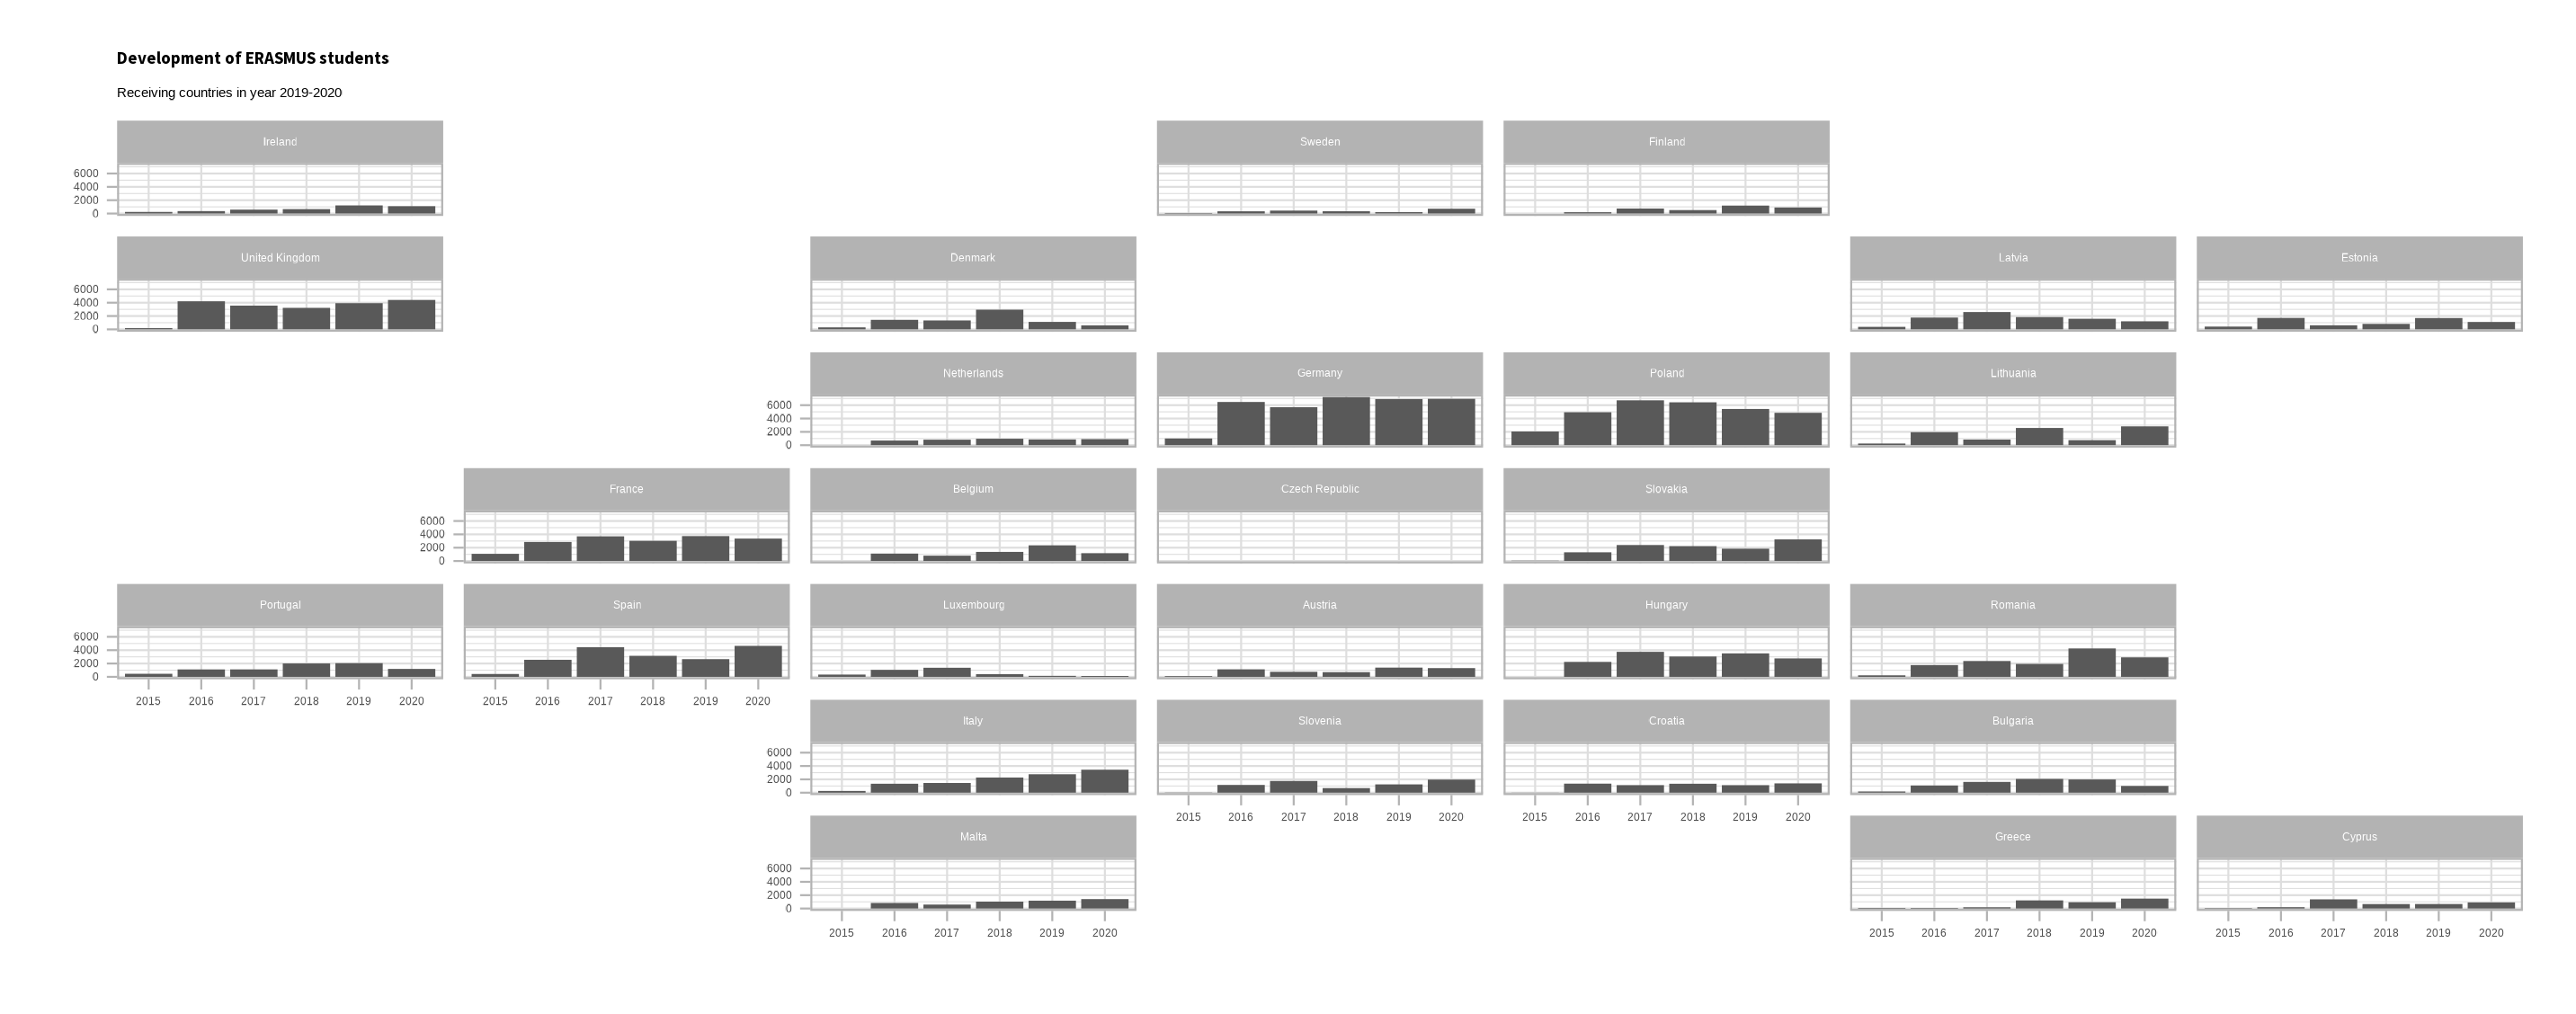 Development of ERASMUS students
Receiving countries in year 2019-2020
Ireland Sweden Finland
6000
4000
2000
0
United Kingdom Denmark Latvia Estonia
6000
4000
2000
0
Netherlands Germany Poland Lithuania
6000
4000
2000
0
France Belgium Czech Republic Slovakia
6000
4000
2000
0
Portugal Spain Luxembourg Austria Hungary Romania
6000
4000
2000
0
2015 2016 2017 2018 2019 2020 2015 2016 2017 2018 2019 2020
Italy Slovenia Croatia Bulgaria
6000
4000
2000
0
2015 2016 2017 2018 2019 2020 2015 2016 2017 2018 2019 2020
Malta Greece Cyprus
6000
4000
2000
0
2015 2016 2017 2018 2019 2020 2015 2016 2017 2018 2019 2020 2015 2016 2017 2018 2019 2020